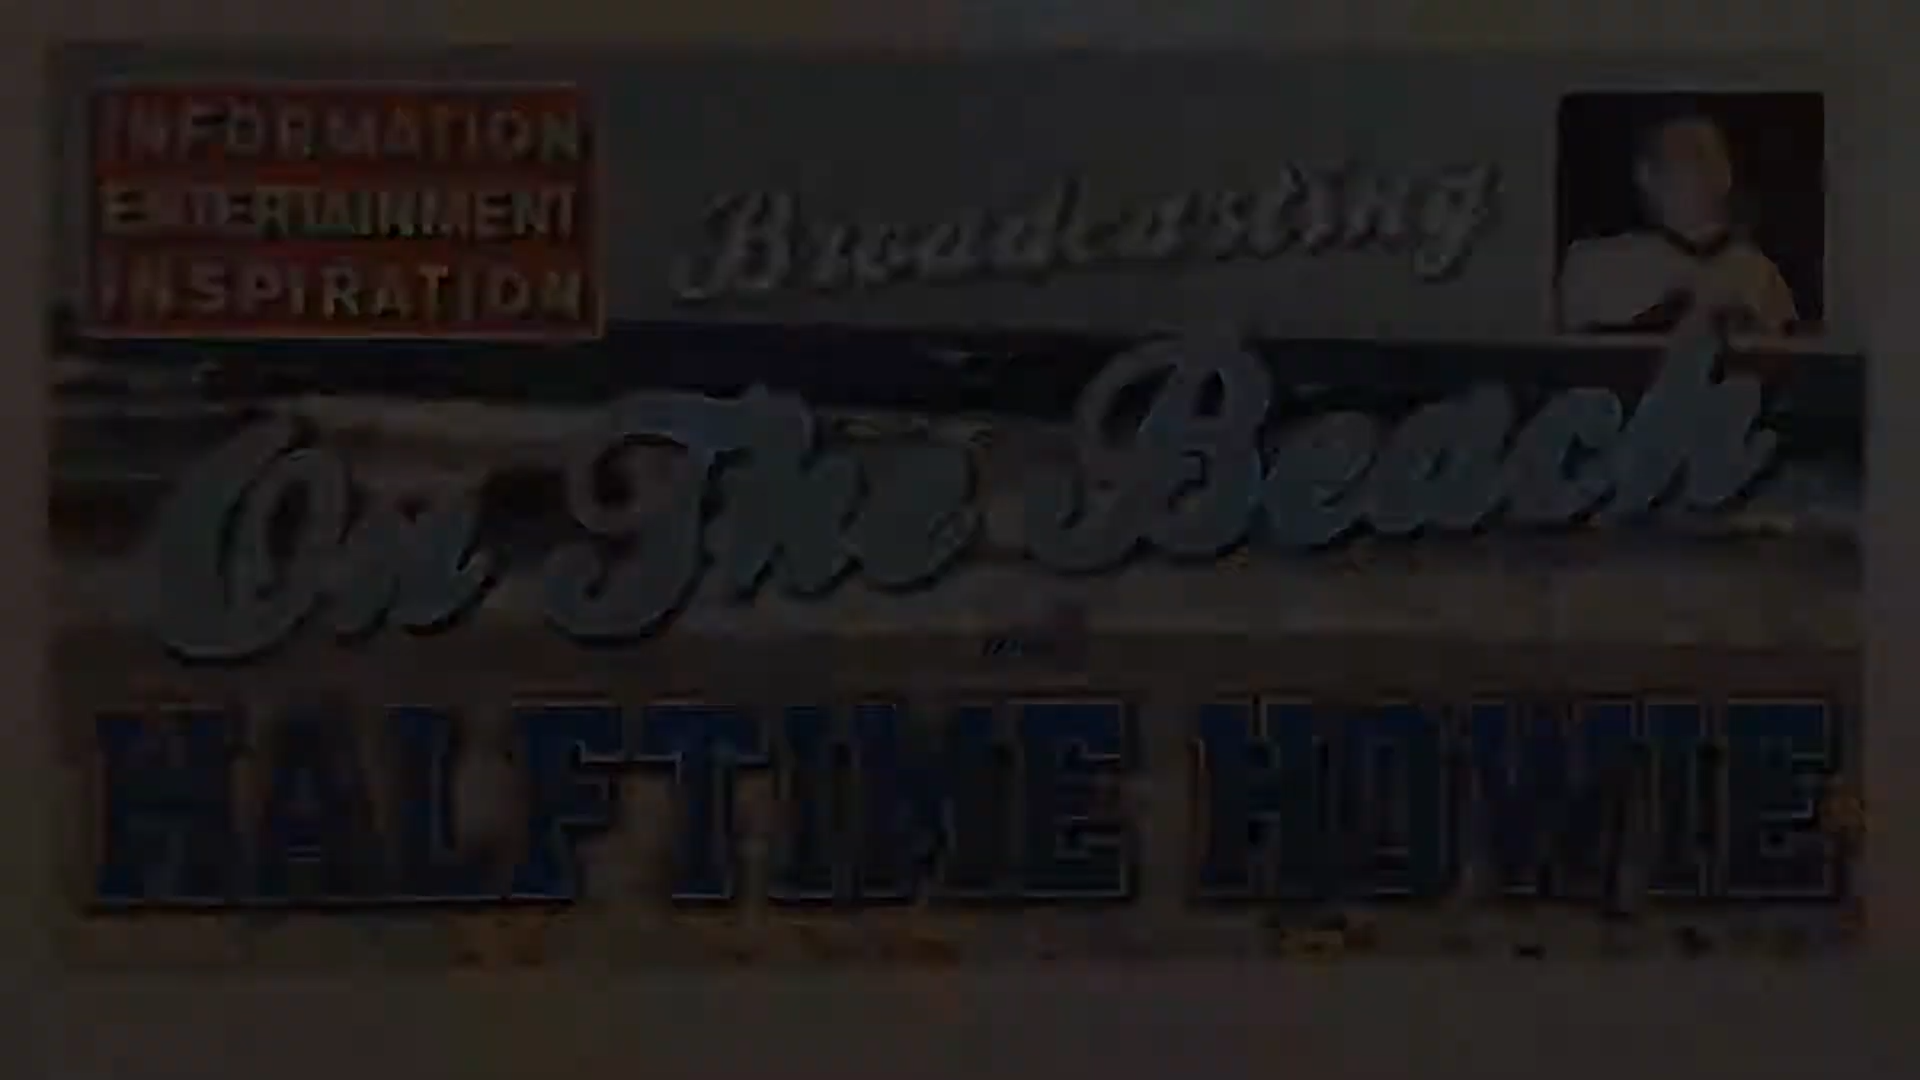 INFORMATION
ENTERTAINMENT
INSPIRATION
Broadcasting
On The Beach
HALFTIME HOWIE